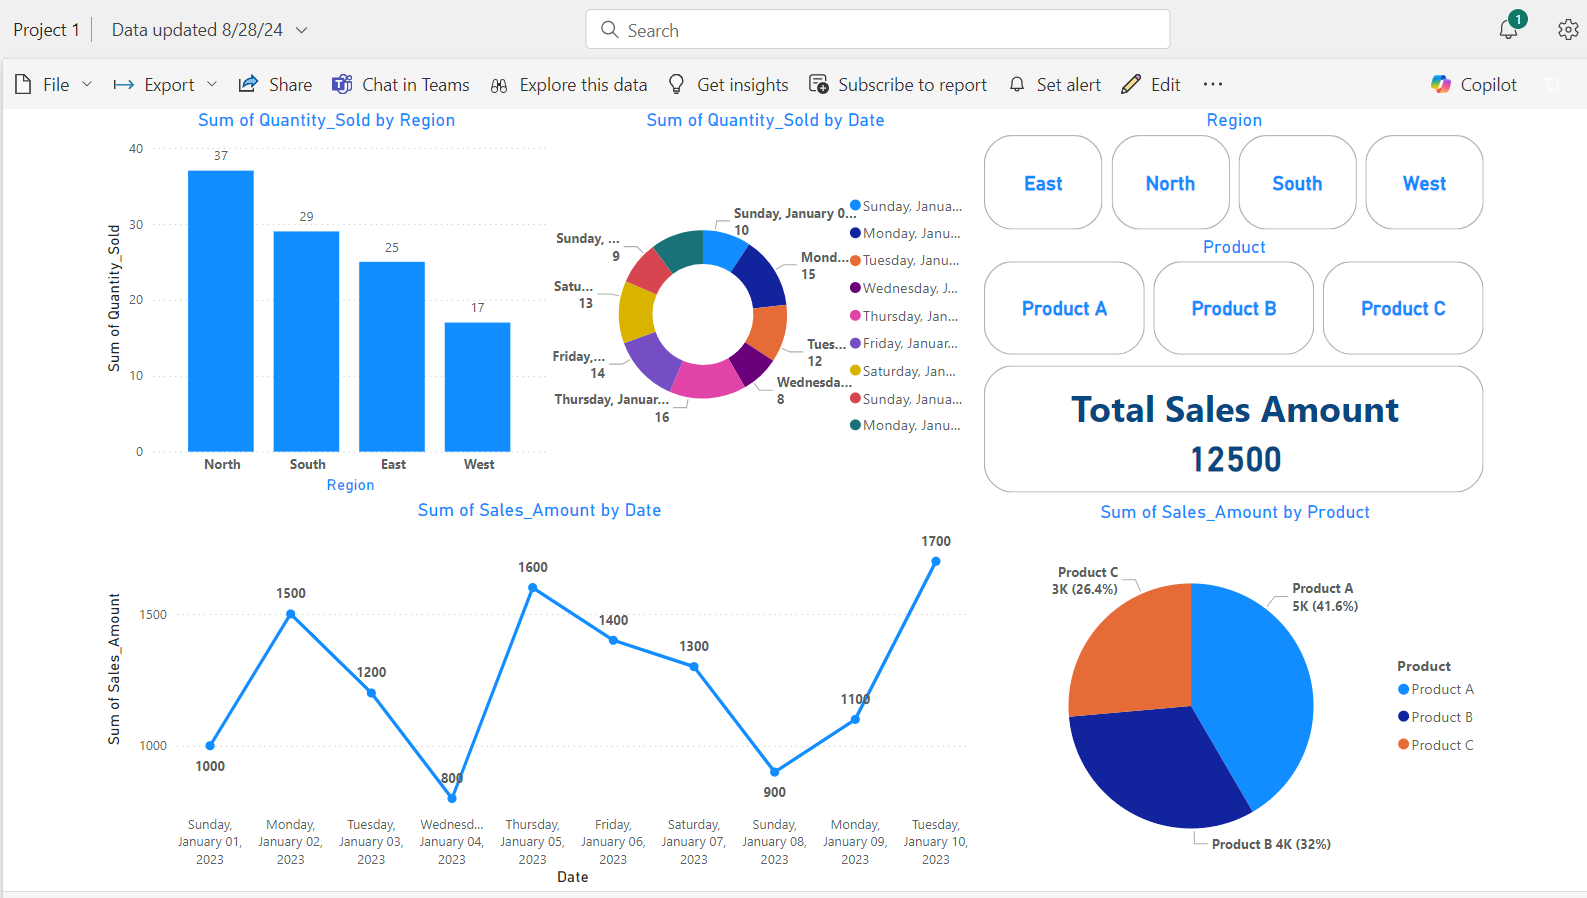 Project 1
Data updated 8/28/24
Search
1
File
Export
Share
Chat in Teams
Explore this data
Get insights
Subscribe to report
Set alert
Edit
Copilot
Sum of Quantity_Sold by Region
Sum of Quantity_Sold
40
30
20
10
0
37
29
25
17
North
South
East
West
Region
Sum of Quantity_Sold by Date
Sunday, January 0...
10
Mond...
15
Tues...
12
Wednesda...
8
Thursday, Januar...
16
Friday,...
14
Satu...
13
Sunday, ...
9
Sunday, Janua...
Monday, Janu...
Tuesday, Janu...
Wednesday, J...
Thursday, Jan...
Friday, Januar...
Saturday, Jan...
Sunday, Janua...
Monday, Janu...
Region
East
North
South
West
Product
Product A
Product B
Product C
Total Sales Amount
12500
Sum of Sales_Amount by Date
Sum of Sales_Amount
1500
1000
1000
1500
1200
800
1600
1400
1300
900
1100
1700
Sunday,
January 01,
2023
Monday,
January 02,
2023
Tuesday,
January 03,
2023
Wednesd...
January 04,
2023
Thursday,
January 05,
2023
Friday,
January 06,
2023
Saturday,
January 07,
2023
Sunday,
January 08,
2023
Monday,
January 09,
2023
Tuesday,
January 10,
2023
Date
Sum of Sales_Amount by Product
Product C
3K (26.4%)
Product A
5K (41.6%)
Product B 4K (32%)
Product
Product A
Product B
Product C